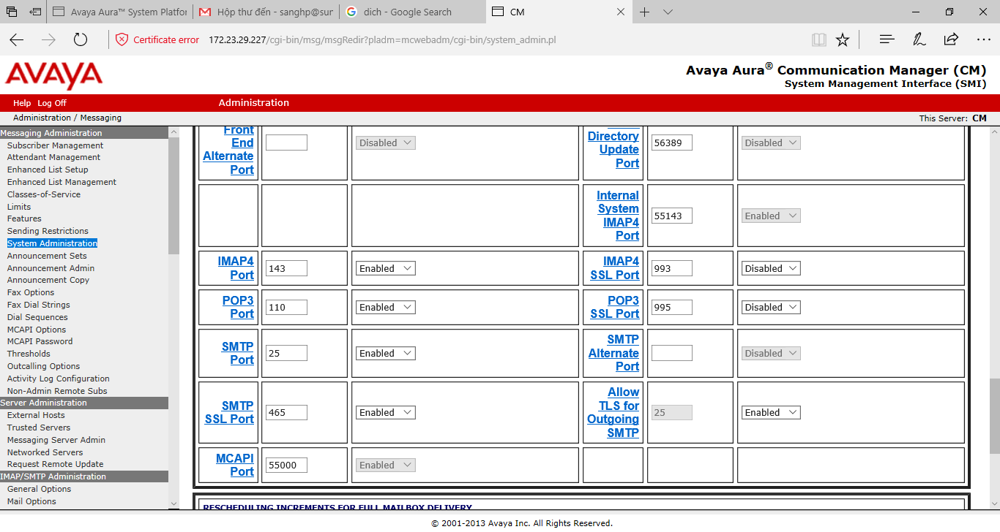 Avaya Aura™ System Platfor
Hộp thư đến - sanghp@sur
dich - Google Search
CM
Certificate error
172.23.29.227/cgi-bin/msg/msgRedir?pladm=mcwebadm/cgi-bin/system_admin.pl
AVAYA
Avaya Aura® Communication Manager (CM)
System Management Interface (SMI)
Help Log Off
Administration
Administration / Messaging
This Server: CM
Messaging Administration
Subscriber Management
Attendant Management
Enhanced List Setup
Enhanced List Management
Classes-of-Service
Limits
Features
Sending Restrictions
System Administration
Announcement Sets
Announcement Admin
Announcement Copy
Fax Options
Fax Dial Strings
Dial Sequences
MCAPI Options
MCAPI Password
Thresholds
Outcalling Options
Activity Log Configuration
Non-Admin Remote Subs
Server Administration
External Hosts
Trusted Servers
Messaging Server Admin
Networked Servers
Request Remote Update
IMAP/SMTP Administration
General Options
Mail Options
Front
End
Alternate
Port
Disabled
Directory
Update
Port
56389
Disabled
Internal
System
IMAP4
Port
55143
Enabled
IMAP4
Port
143
Enabled
IMAP4
SSL Port
993
Disabled
POP3
Port
110
Enabled
POP3
SSL Port
995
Disabled
SMTP
Port
25
Enabled
SMTP
Alternate
Port
Disabled
SMTP
SSL Port
465
Enabled
Allow
TLS for
Outgoing
SMTP
25
Enabled
MCAPI
Port
55000
Enabled
RESCHEDULING INCREMENTS FOR FULL MAILBOX DELIVERY
© 2001-2013 Avaya Inc. All Rights Reserved.